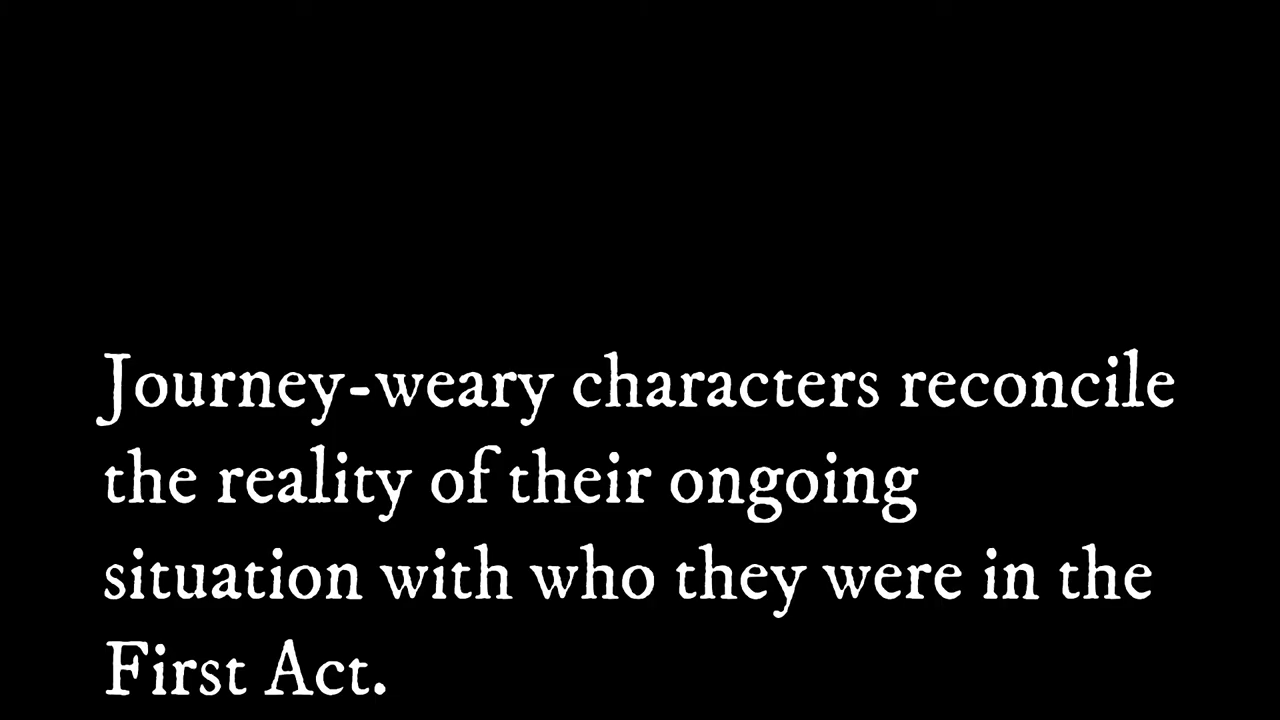 Journey-weary characters reconcile
the reality of their ongoing
situation with who they were in the
First Act.